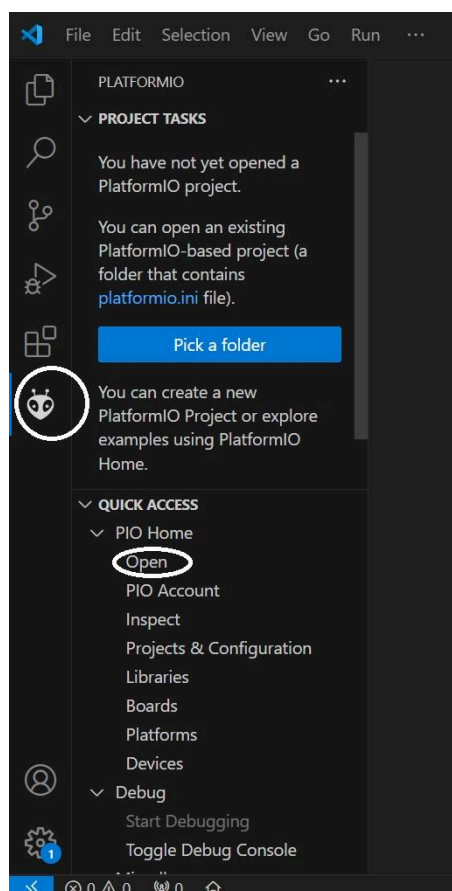 File Edit Selection View Go Run ...
PLATFORMIO ...
PROJECT TASKS
You have not yet opened a
PlatformIO project.
You can open an existing
PlatformIO-based project (a
folder that contains
platformio.ini file).
Pick a folder
You can create a new
PlatformIO Project or explore
examples using PlatformIO
Home.
QUICK ACCESS
PIO Home
Open
PIO Account
Inspect
Projects & Configuration
Libraries
Boards
Platforms
Devices
Debug
Start Debugging
1
Toggle Debug Console
0 0 0